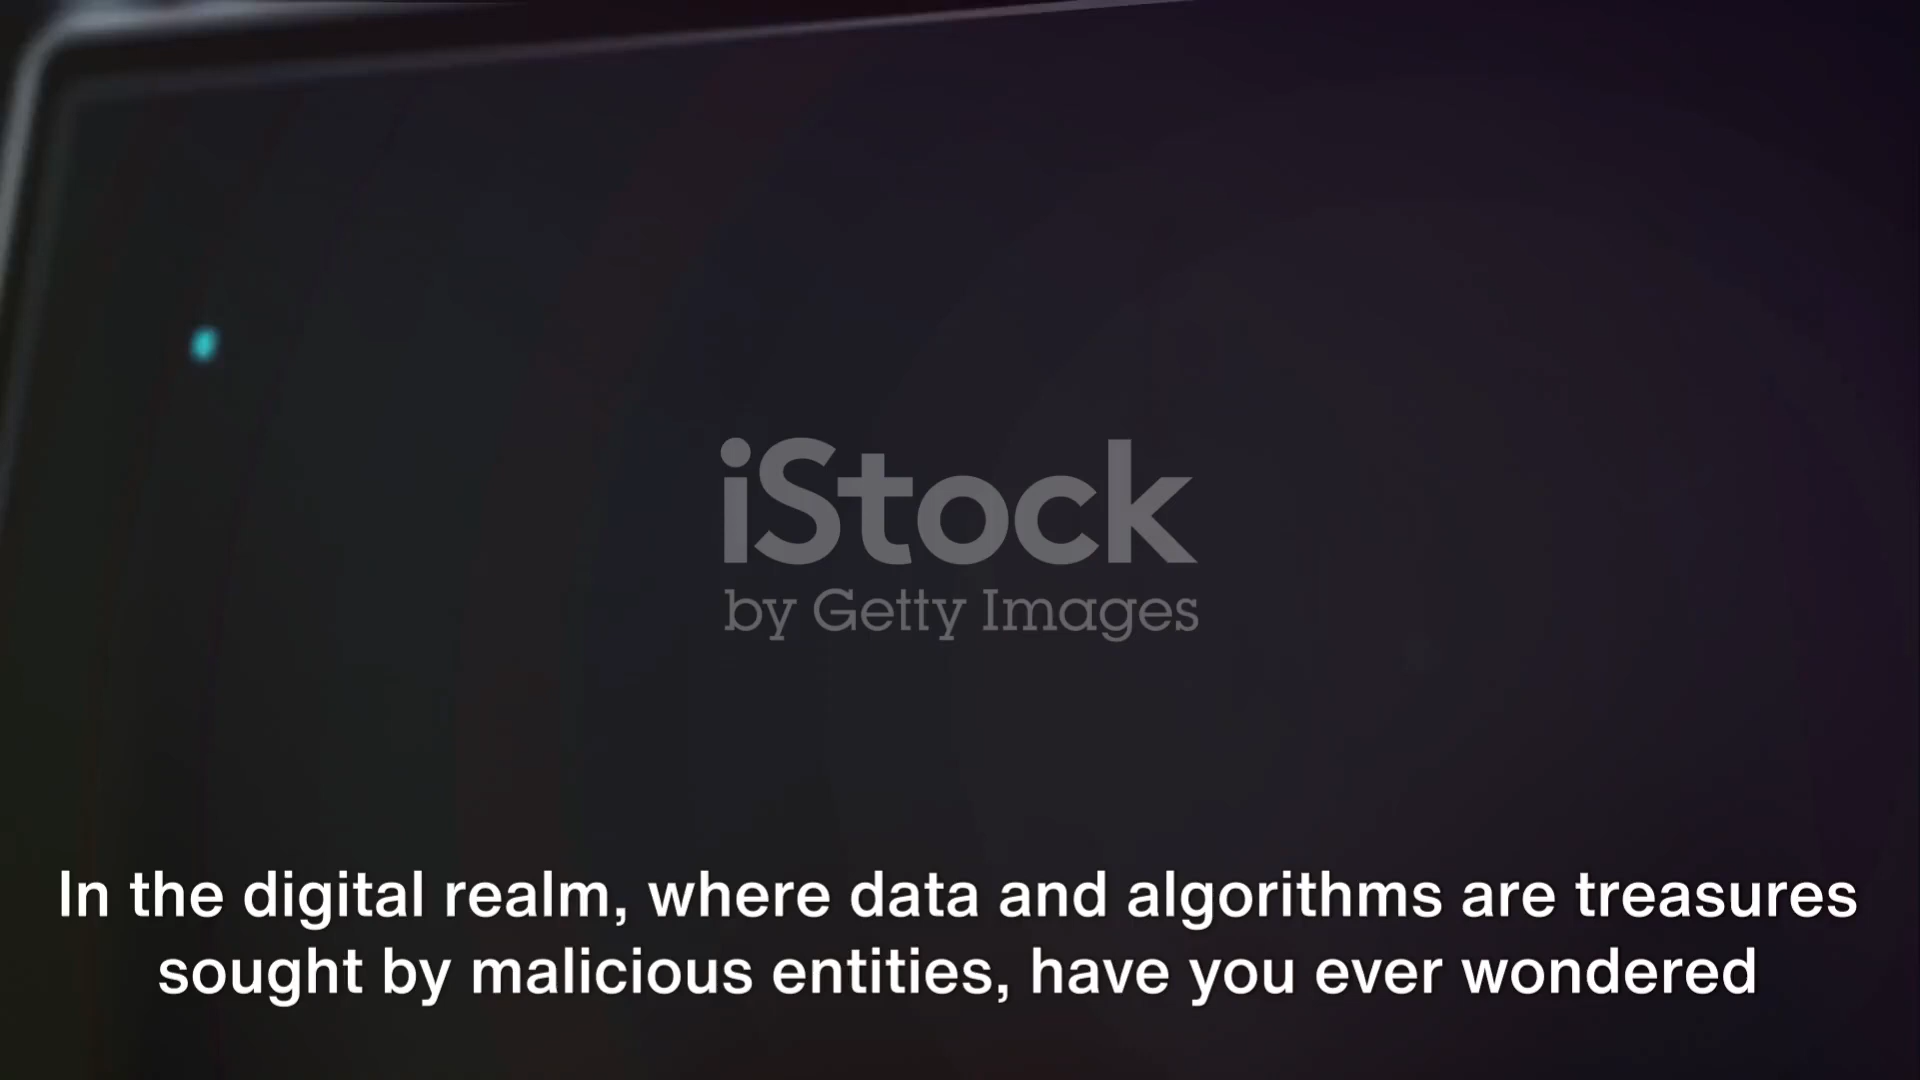 iStock
by Getty Images
In the digital realm, where data and algorithms are treasures
sought by malicious entities, have you ever wondered